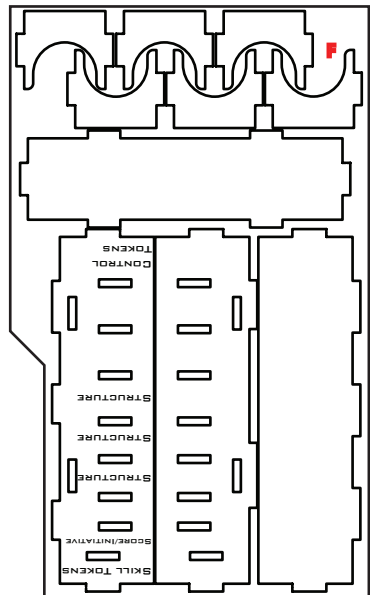 F
SKILL TOKENS
SCORE/INITIATIVE
STRUCTURE
STRUCTURE
STRUCTURE
CONTROL
TOKENS